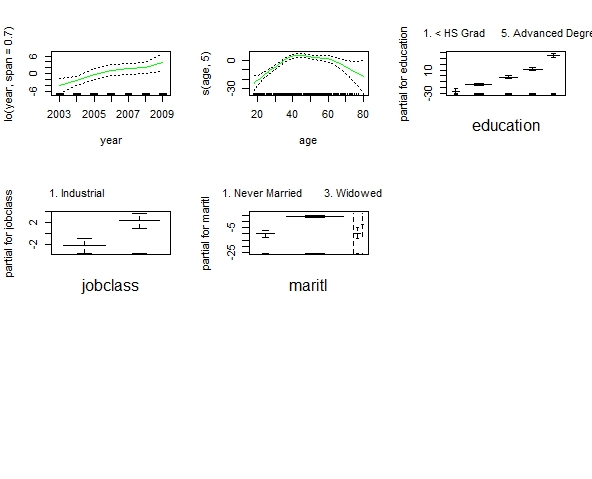 lo(year, span = 0.7)
6
0
-6
2003 2005 2007 2009
year
s(age, 5)
0
-30
20 40 60 80
age
1. < HS Grad 5. Advanced Degre
partial for education
10
-30
education
1. Industrial
partial for jobclass
2
-2
jobclass
1. Never Married 3. Widowed
partial for maritl
-5
-25
maritl